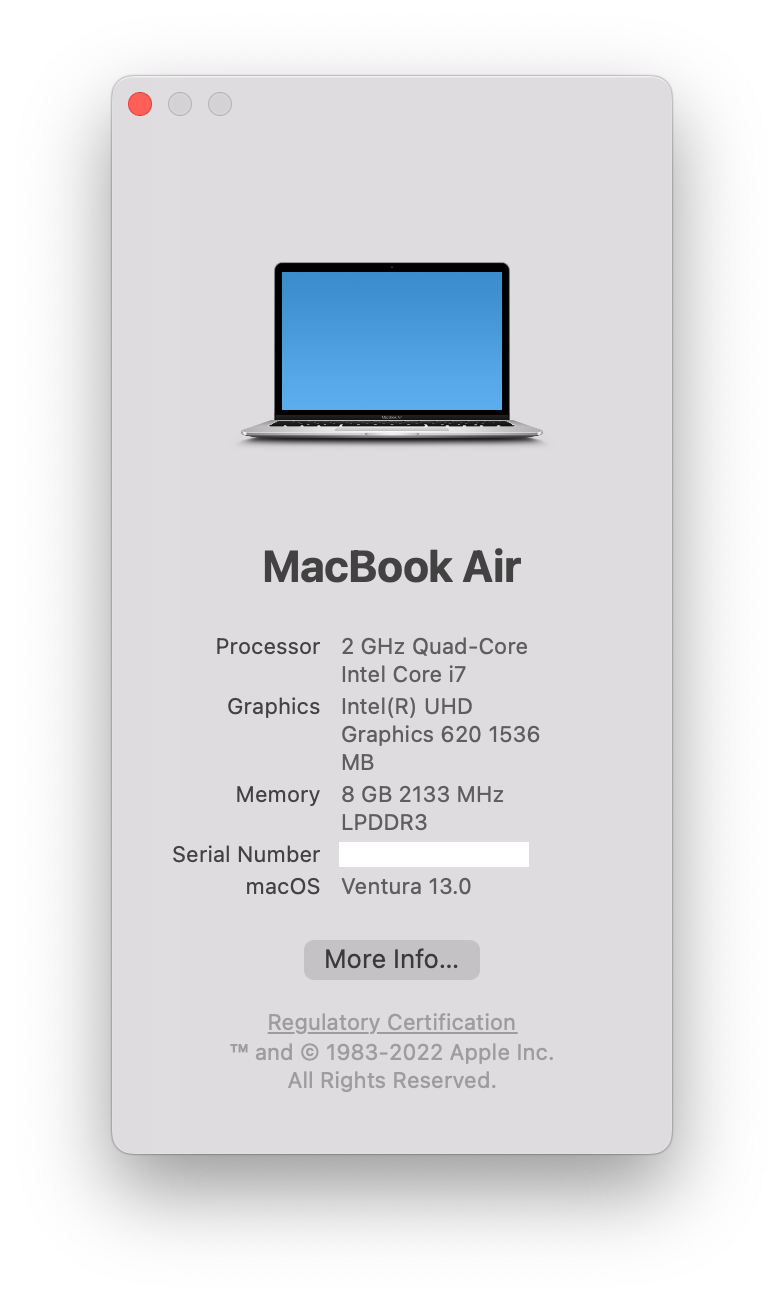 MacBook Air
Processor 2 GHz Quad-Core
Intel Core i7
Graphics Intel(R) UHD
Graphics 620 1536
MB
Memory 8 GB 2133 MHz
LPDDR3
Serial Number
macOS Ventura 13.0
More Info...
Regulatory Certification
™ and © 1983-2022 Apple Inc.
All Rights Reserved.